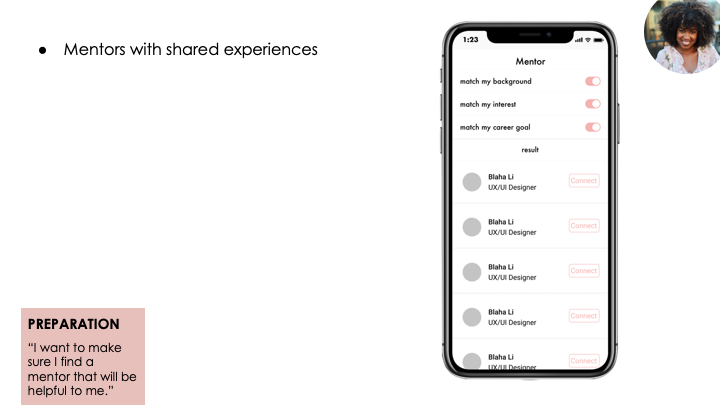 ● Mentors with shared experiences
1:23
Mentor
match my background
match my interest
match my career goal
result
Blaha Li
UX/UI Designer
Connect
Blaha Li
UX/UI Designer
Connect
Blaha Li
UX/UI Designer
Connect
Blaha Li
UX/UI Designer
Connect
Blaha Li
UX/UI Designer
Connect
PREPARATION
“I want to make
sure I find a
mentor that will be
helpful to me.”